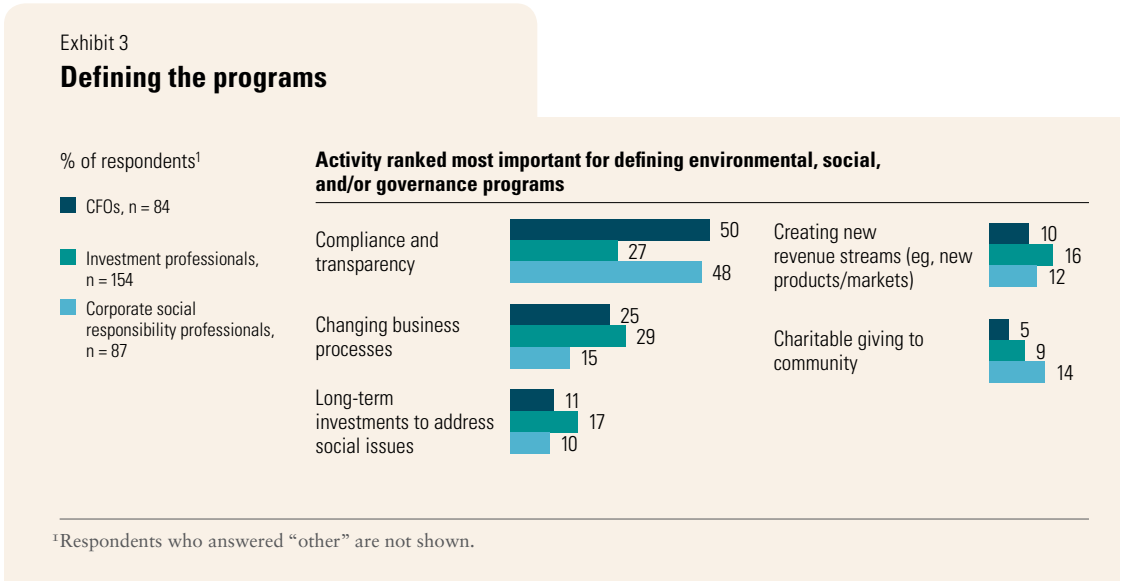 Exhibit 3
Defining the programs
% of respondents¹
CFOs, n = 84
Investment professionals,
n = 154
Corporate social
responsibility professionals,
n = 87
Activity ranked most important for defining environmental, social,
and/or governance programs
Compliance and
transparency
50
27
48
Changing business
processes
25
29
15
Long-term
investments to address
social issues
11
17
10
Creating new
revenue streams (eg, new
products/markets)
10
16
12
Charitable giving to
community
5
9
14
¹Respondents who answered “other” are not shown.